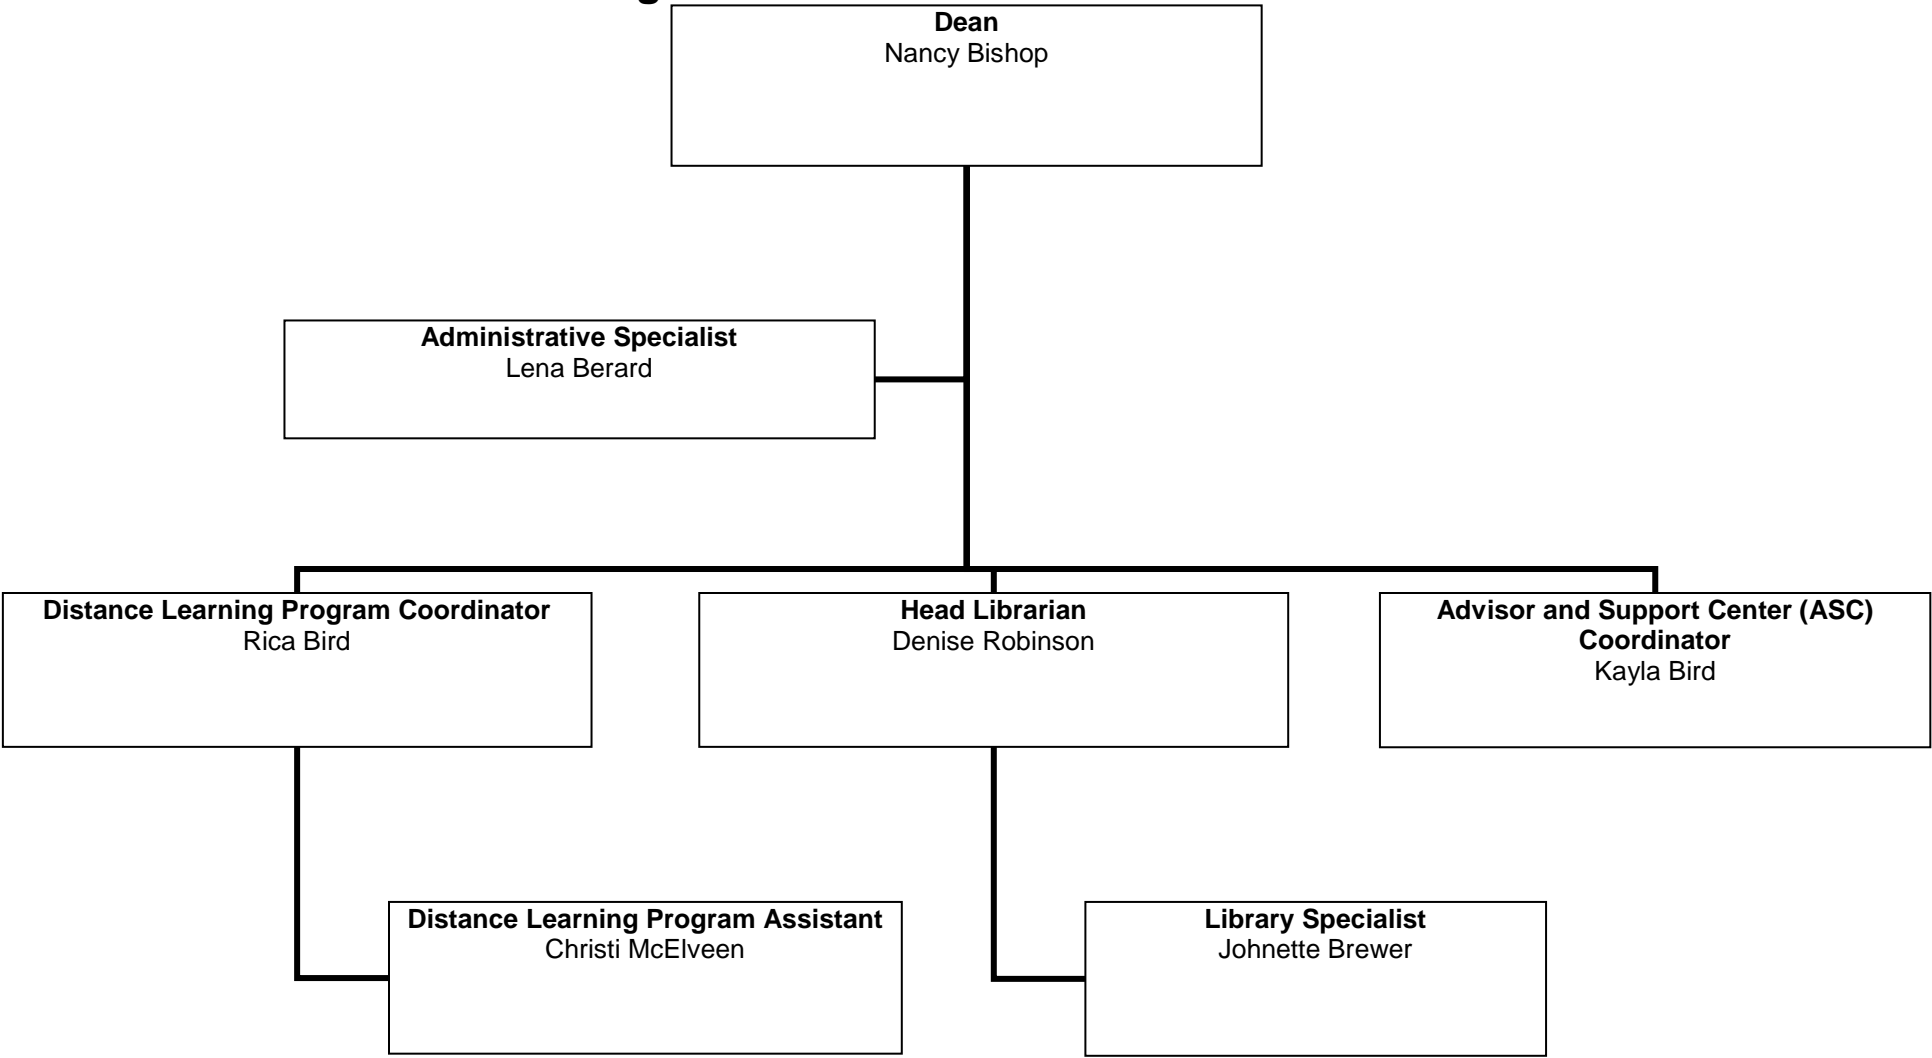 Dean
Nancy Bishop
Administrative Specialist
Lena Berard
Distance Learning Program Coordinator
Rica Bird
Head Librarian
Denise Robinson
Advisor and Support Center (ASC)
Coordinator
Kayla Bird
Distance Learning Program Assistant
Christi McElveen
Library Specialist
Johnette Brewer